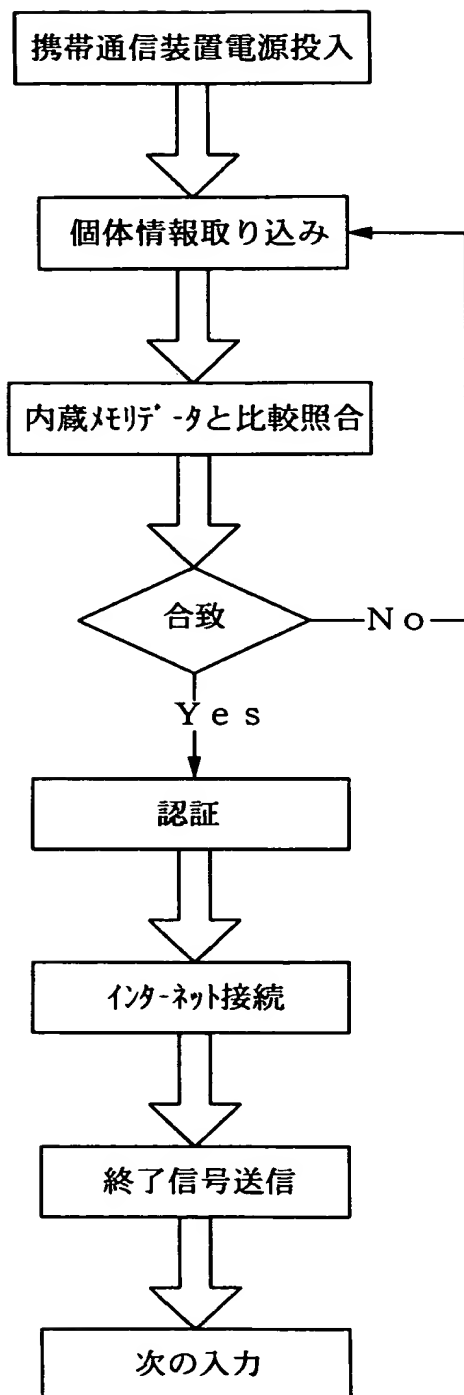 携帯通信装置電源投入
個体情報取り込み
内蔵ﾒﾓﾘﾃﾞｰﾀと比較照合
合致
No
Yes
認証
ｲﾝﾀｰﾈｯﾄ接続
終了信号送信
次の入力